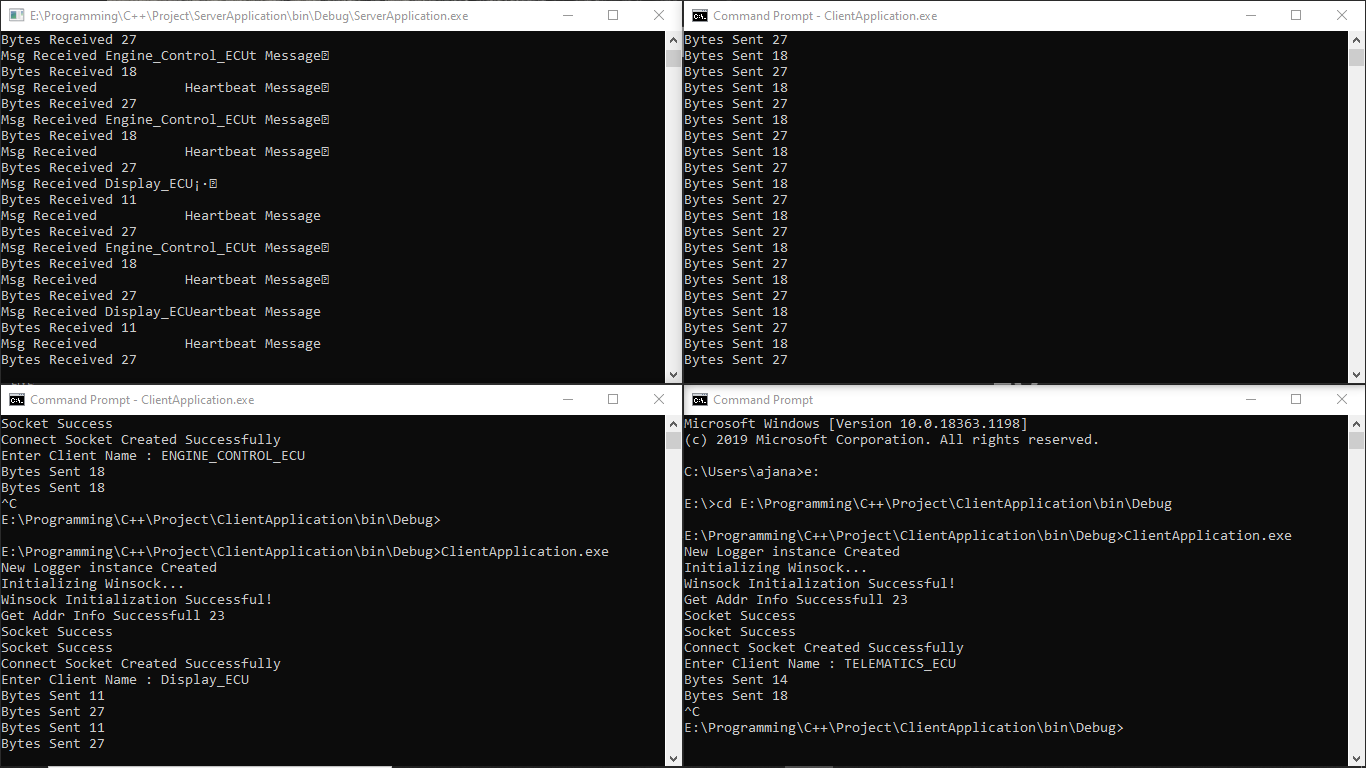 E:\Programming\C++\Project\ServerApplication\bin\Debug\ServerApplication.exe
Bytes Received 27
Msg Received Engine_Control_ECUt Message⍰
Bytes Received 18
Msg Received           Heartbeat Message⍰
Bytes Received 27
Msg Received Engine_Control_ECUt Message⍰
Bytes Received 18
Msg Received           Heartbeat Message⍰
Bytes Received 27
Msg Received Display_ECU¡·⍰
Bytes Received 11
Msg Received           Heartbeat Message
Bytes Received 27
Msg Received Engine_Control_ECUt Message⍰
Bytes Received 18
Msg Received           Heartbeat Message⍰
Bytes Received 27
Msg Received Display_ECUeartbeat Message
Bytes Received 11
Msg Received           Heartbeat Message
Bytes Received 27
Command Prompt - ClientApplication.exe
Bytes Sent 27
Bytes Sent 18
Bytes Sent 27
Bytes Sent 18
Bytes Sent 27
Bytes Sent 18
Bytes Sent 27
Bytes Sent 18
Bytes Sent 27
Bytes Sent 18
Bytes Sent 27
Bytes Sent 18
Bytes Sent 27
Bytes Sent 18
Bytes Sent 27
Bytes Sent 18
Bytes Sent 27
Bytes Sent 18
Bytes Sent 27
Bytes Sent 18
Bytes Sent 27
Command Prompt - ClientApplication.exe
Socket Success
Connect Socket Created Successfully
Enter Client Name : ENGINE_CONTROL_ECU
Bytes Sent 18
Bytes Sent 18
^C
E:\Programming\C++\Project\ClientApplication\bin\Debug>
E:\Programming\C++\Project\ClientApplication\bin\Debug>ClientApplication.exe
New Logger instance Created
Initializing Winsock...
Winsock Initialization Successful!
Get Addr Info Successfull 23
Socket Success
Socket Success
Connect Socket Created Successfully
Enter Client Name : Display_ECU
Bytes Sent 11
Bytes Sent 27
Bytes Sent 11
Bytes Sent 27
Command Prompt
Microsoft Windows [Version 10.0.18363.1198]
(c) 2019 Microsoft Corporation. All rights reserved.
C:\Users\ajana>e:
E:\>cd E:\Programming\C++\Project\ClientApplication\bin\Debug
E:\Programming\C++\Project\ClientApplication\bin\Debug>ClientApplication.exe
New Logger instance Created
Initializing Winsock...
Winsock Initialization Successful!
Get Addr Info Successfull 23
Socket Success
Socket Success
Connect Socket Created Successfully
Enter Client Name : TELEMATICS_ECU
Bytes Sent 14
Bytes Sent 18
^C
E:\Programming\C++\Project\ClientApplication\bin\Debug>